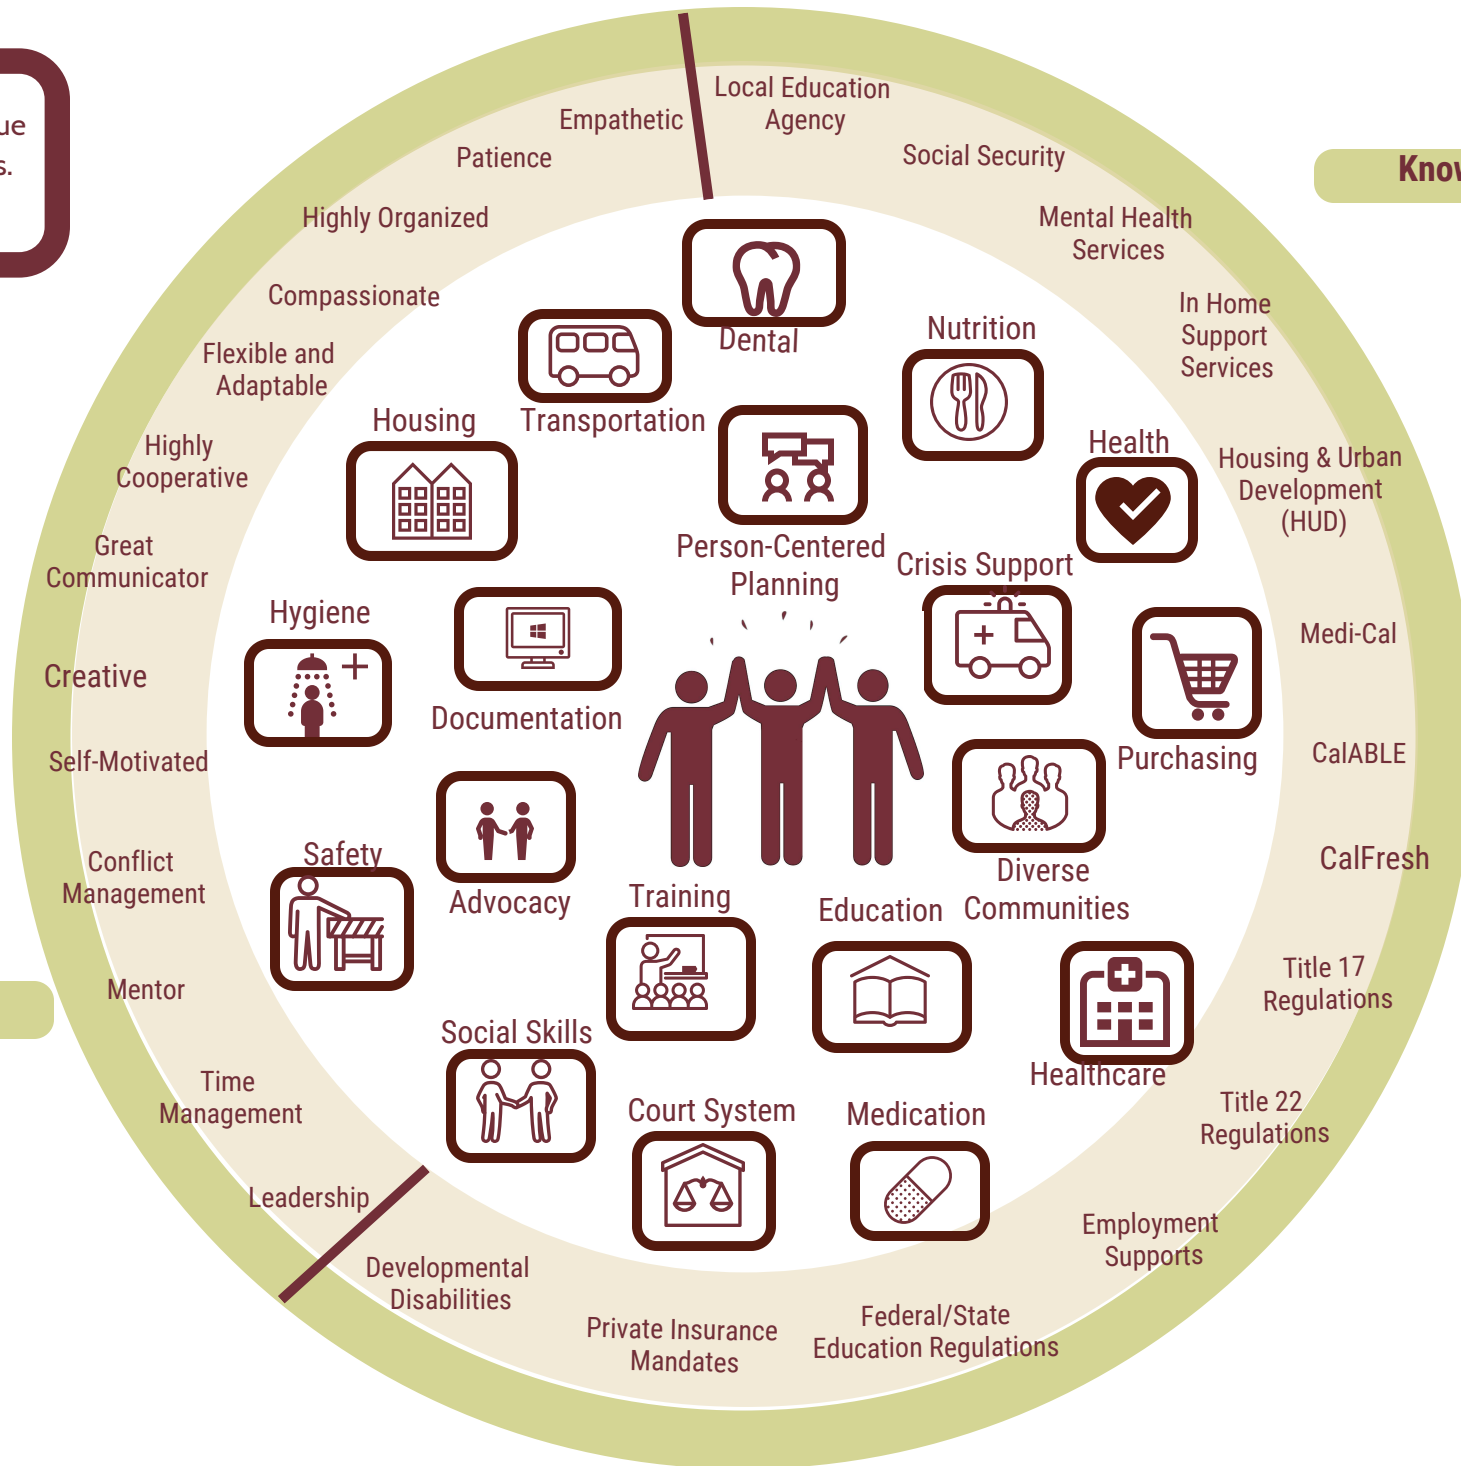 Local Education
Agency
Social Security
Mental Health
Services
In Home
Support
Services
Housing & Urban
Development
(HUD)
Medi-Cal
CalABLE
CalFresh
Title 17
Regulations
Title 22
Regulations
Employment
Supports
Federal/State
Education Regulations
Private Insurance
Mandates
Developmental
Disabilities
Empathetic
Patience
Highly Organized
Compassionate
Flexible and
Adaptable
Highly
Cooperative
Great
Communicator
Creative
Self-Motivated
Conflict
Management
Mentor
Time
Management
Leadership
Dental
Nutrition
Transportation
Housing
Health
Person-Centered
Planning
Crisis Support
Hygiene
Documentation
Purchasing
Safety
Advocacy
Training
Education
Diverse
Communities
Healthcare
Social Skills
Court System
Medication